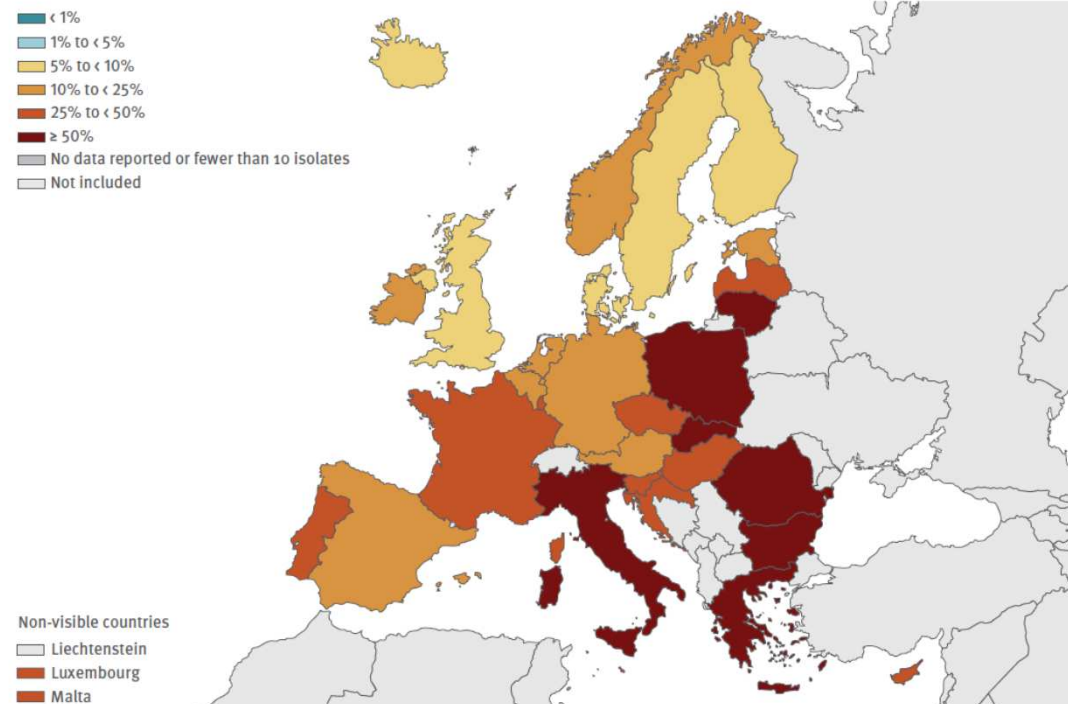 < 1%
1% to < 5%
5% to < 10%
10% to < 25%
25% to < 50%
≥ 50%
No data reported or fewer than 10 isolates
Not included
Non-visible countries
Liechtenstein
Luxembourg
Malta